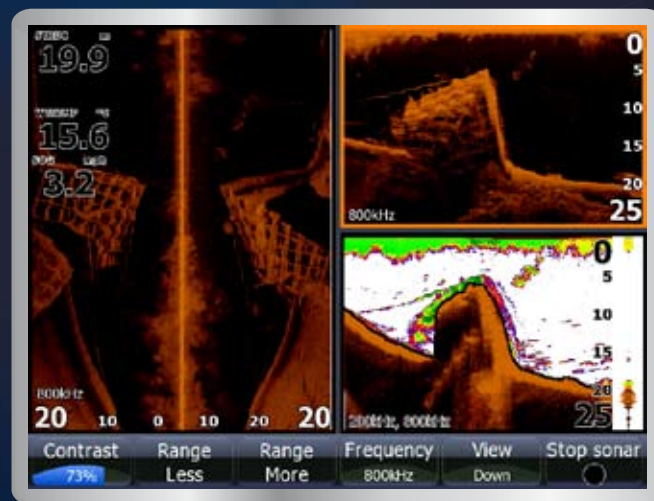 19.9
15.6
3.2
800kHz
20 10 0 10 20 20
0
5
10
15
20
25
800kHz
0
5
10
15
20
25
200kHz, 800kHz
Contrast Range Range Frequency View Stop sonar
73% Less More 800kHz Down